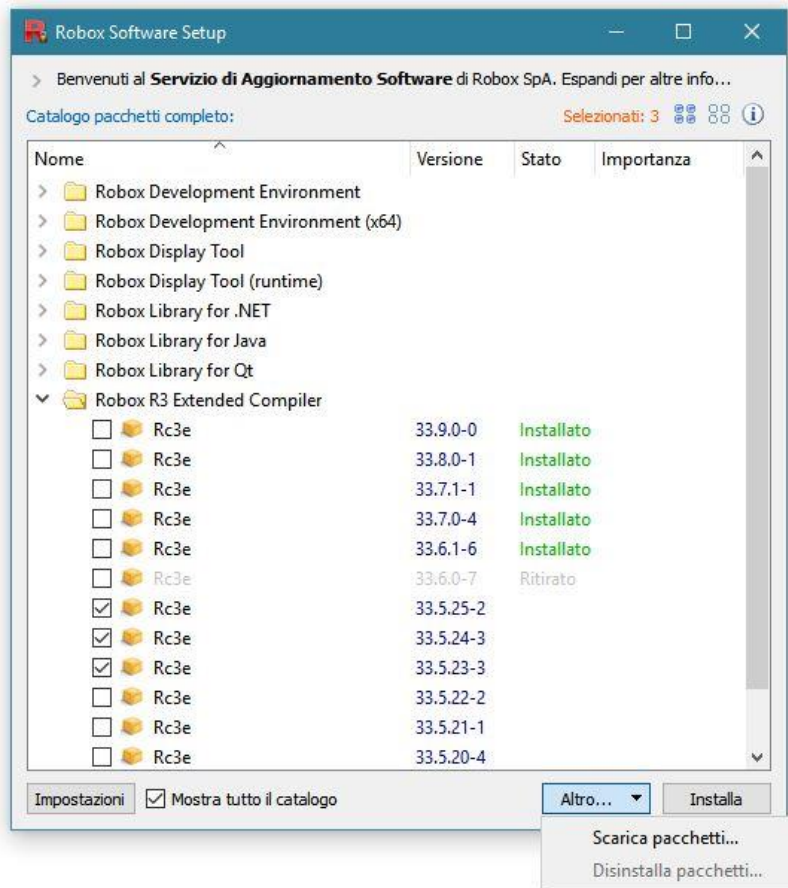 Robox Software Setup
Benvenuti al Servizio di Aggiornamento Software di Robox SpA. Espandi per altre info...
Catalogo pacchetti completo: Selezionati: 3
Nome Versione Stato Importanza
Robox Development Environment
Robox Development Environment (x64)
Robox Display Tool
Robox Display Tool (runtime)
Robox Library for .NET
Robox Library for Java
Robox Library for Qt
Robox R3 Extended Compiler
Rc3e 33.9.0-0 Installato
Rc3e 33.8.0-1 Installato
Rc3e 33.7.1-1 Installato
Rc3e 33.7.0-4 Installato
Rc3e 33.6.1-6 Installato
Rc3e 33.6.0-7 Ritirato
Rc3e 33.5.25-2
Rc3e 33.5.24-3
Rc3e 33.5.23-3
Rc3e 33.5.22-2
Rc3e 33.5.21-1
Rc3e 33.5.20-4
Impostazioni Mostra tutto il catalogo Altro... Installa
Scarica pacchetti...
Disinstalla pacchetti...